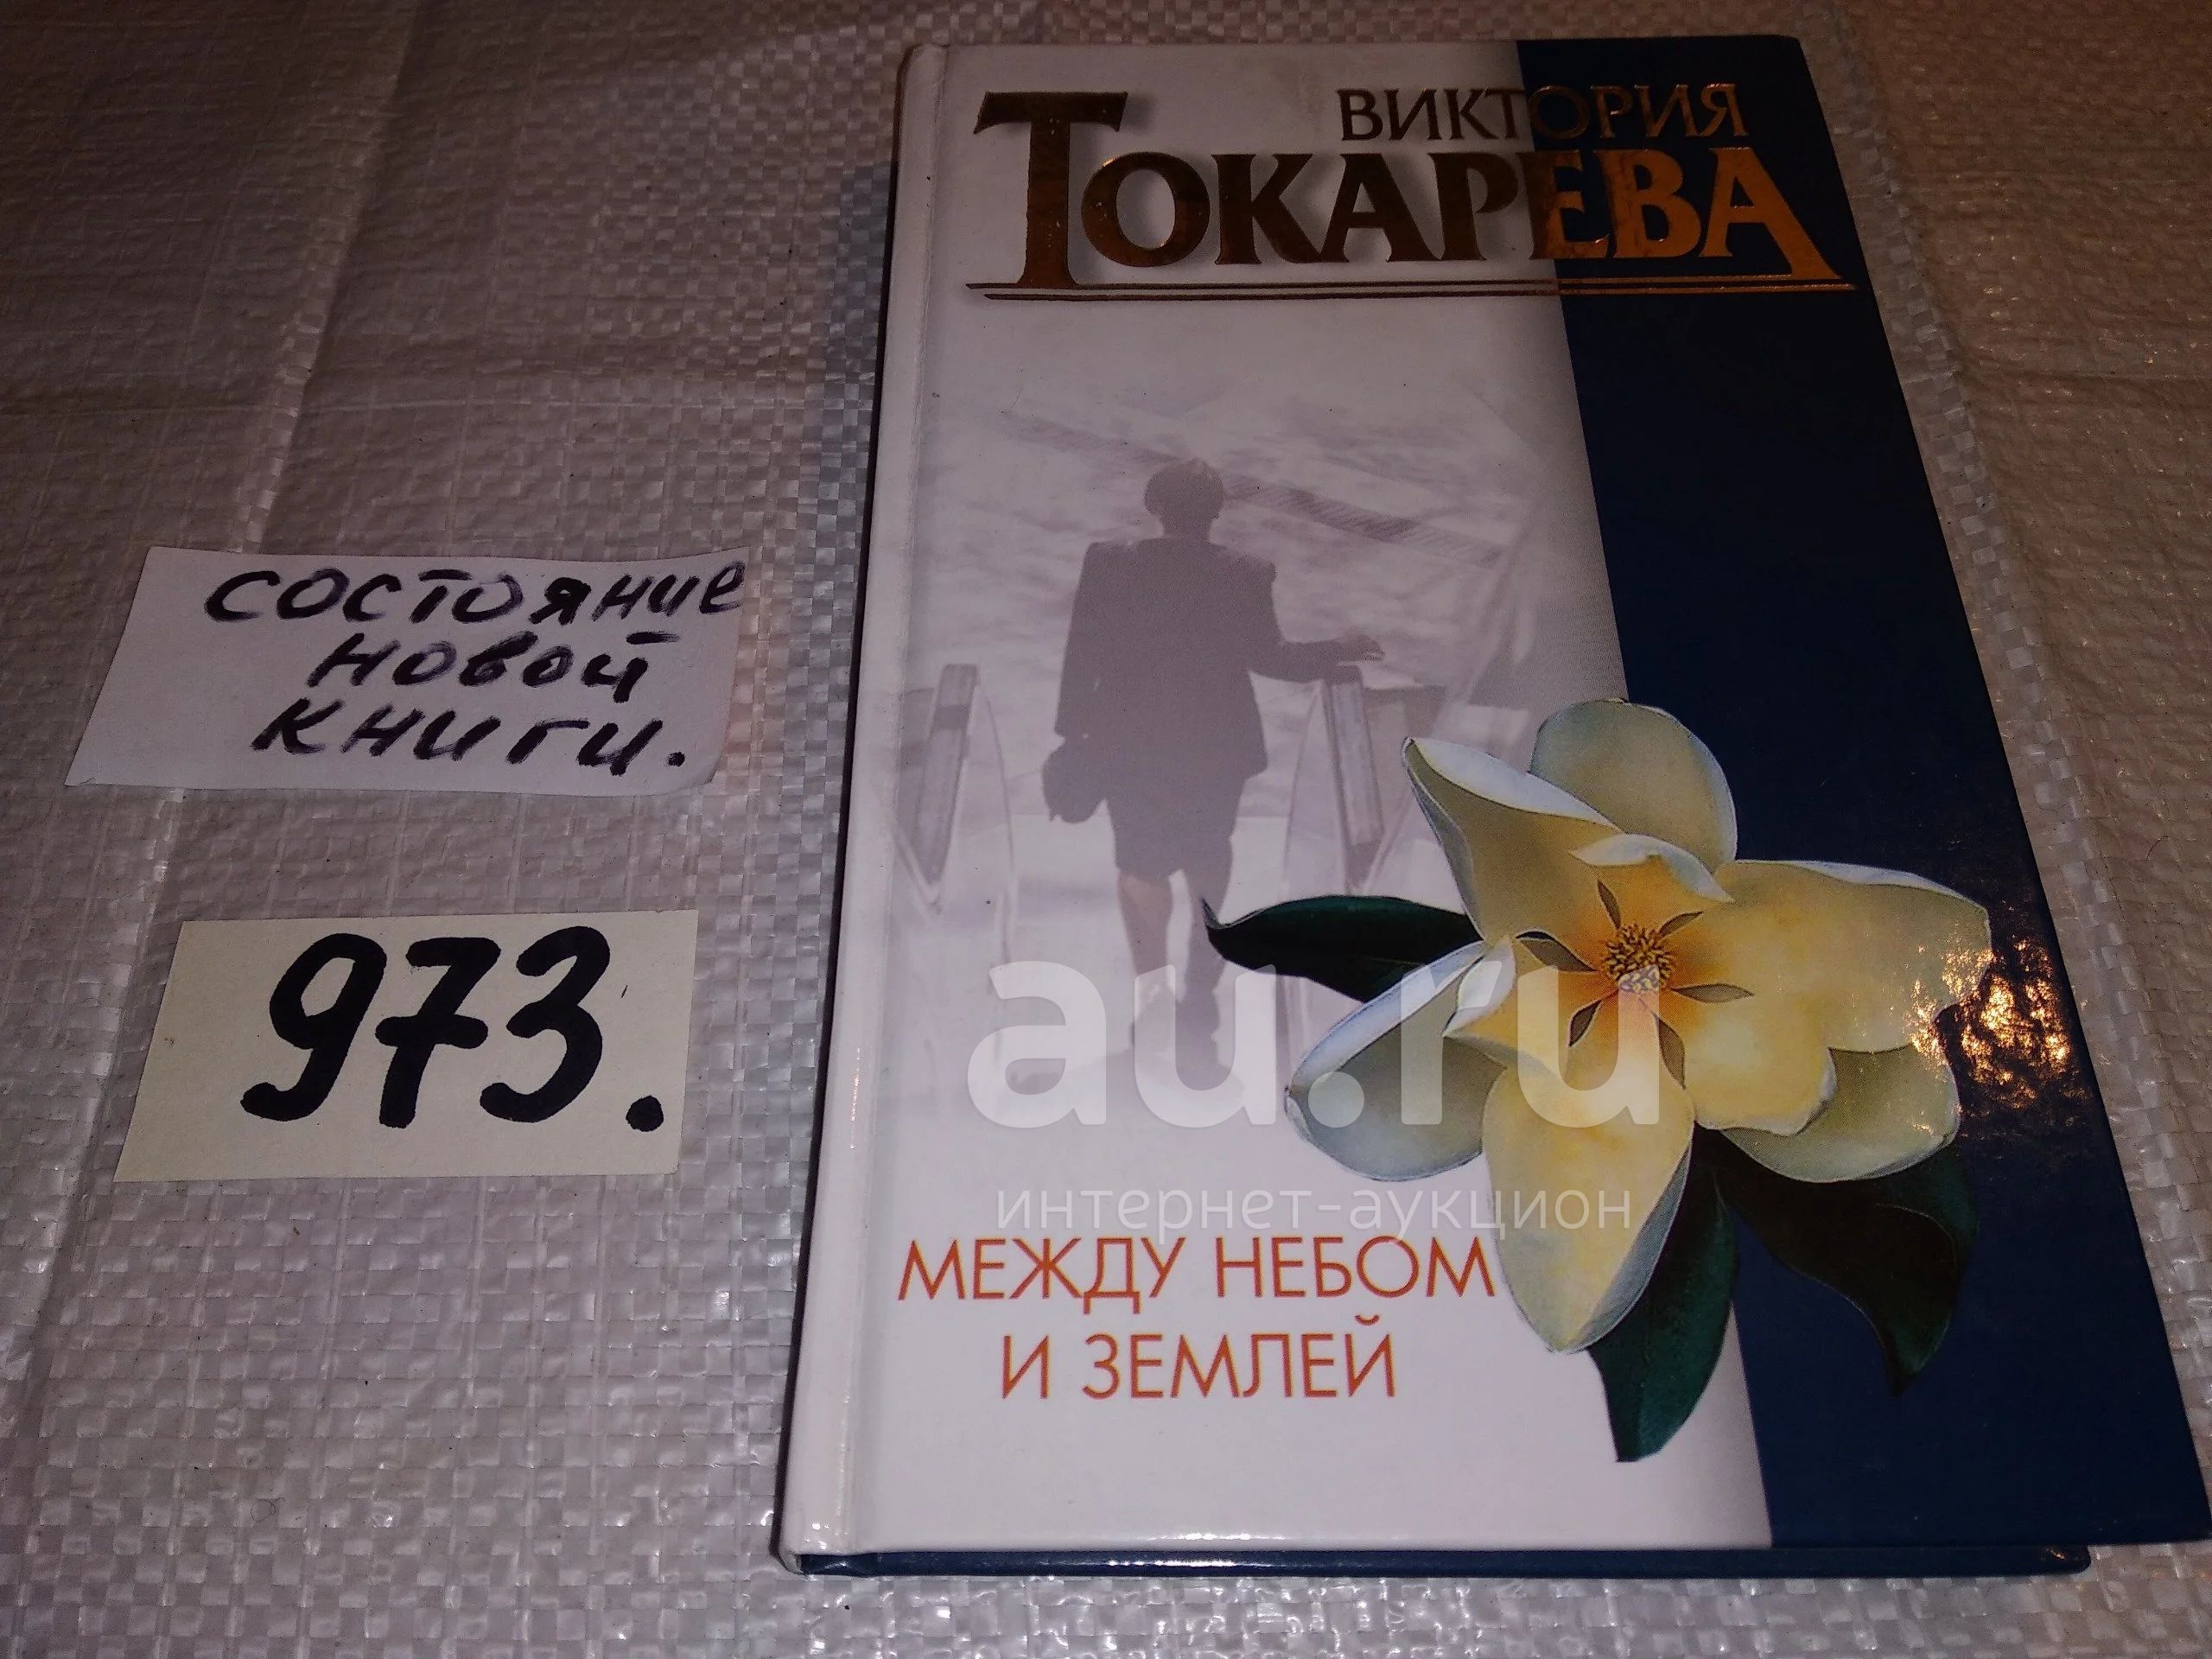 ВИКТОРИЯ
ТОКАРЕВА
состояние
новой
книги.
973.
au.ru
интернет-аукцион
МЕЖДУ НЕБОМ
И ЗЕМЛЕЙ